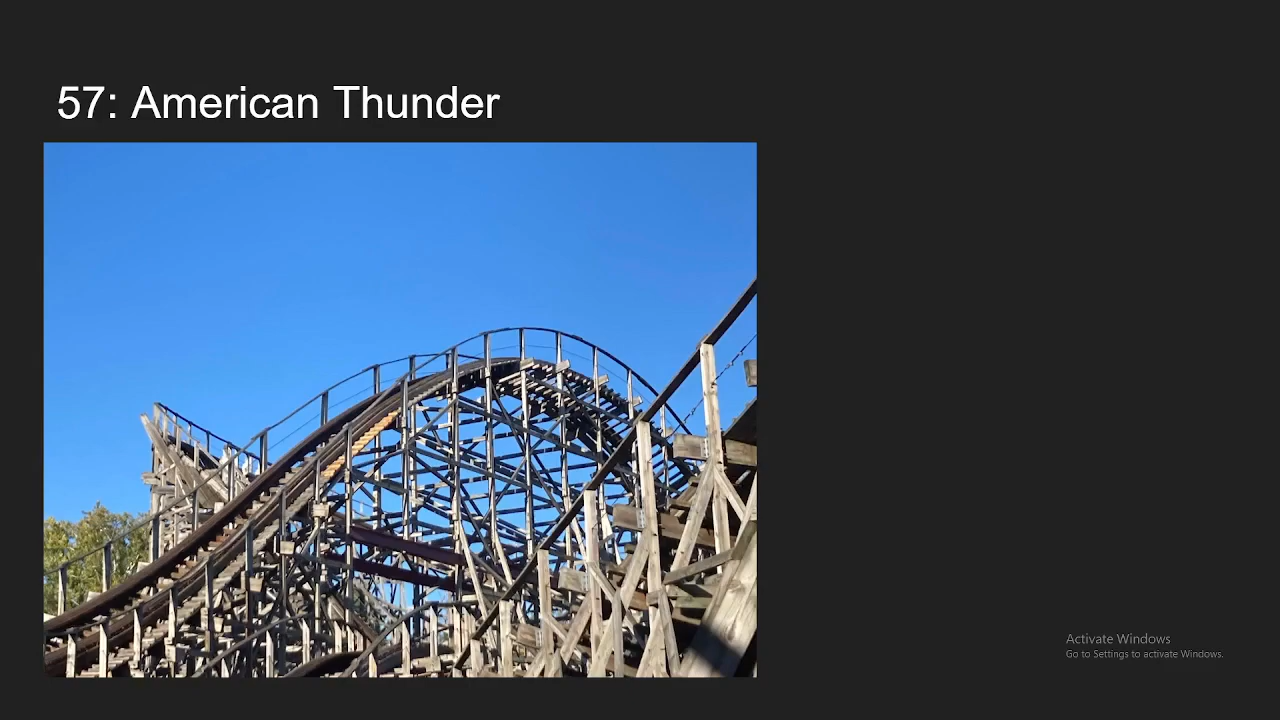 57: American Thunder
Activate Windows
Go to Settings to activate Windows.